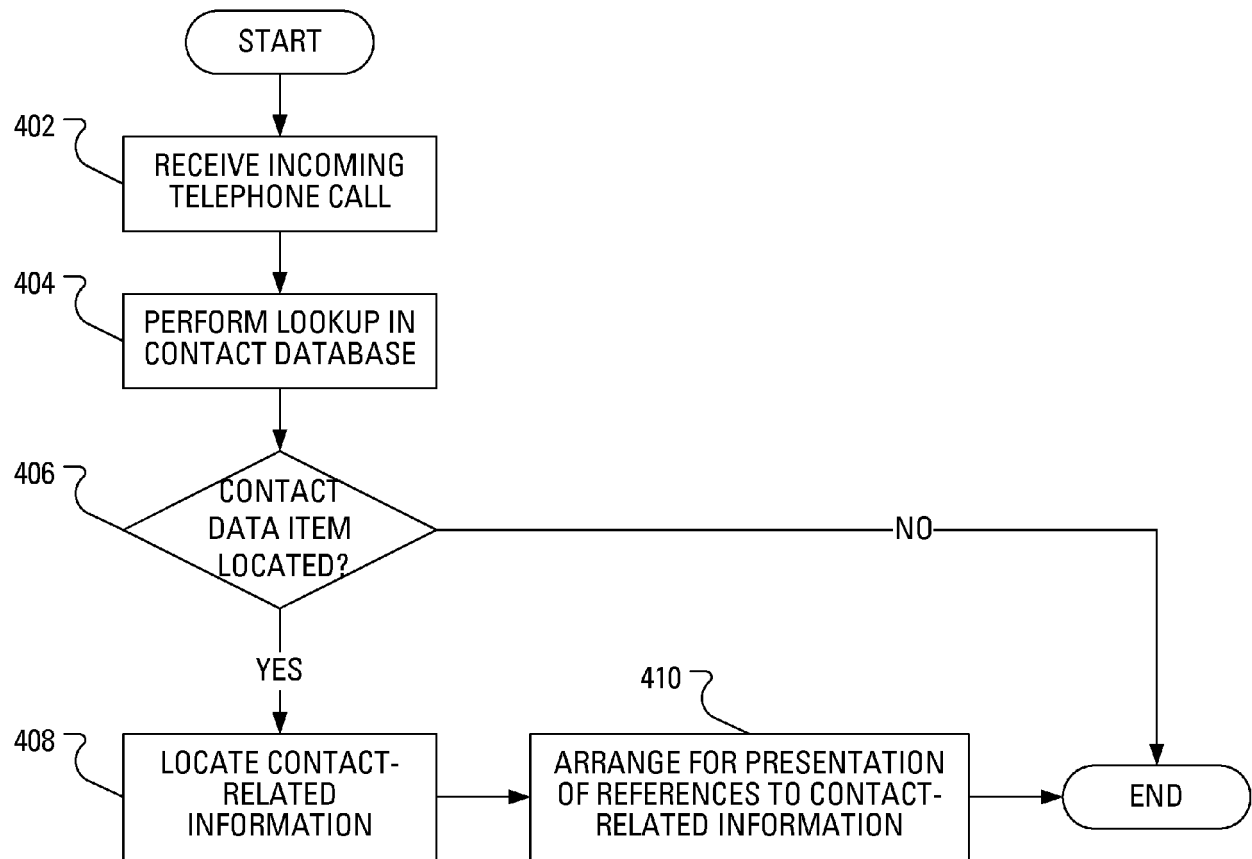 START
402
RECEIVE INCOMING
TELEPHONE CALL
404
PERFORM LOOKUP IN
CONTACT DATABASE
406
CONTACT
DATA ITEM
LOCATED?
NO
YES
408
LOCATE CONTACT-
RELATED
INFORMATION
410
ARRANGE FOR PRESENTATION
OF REFERENCES TO CONTACT-
RELATED INFORMATION
END